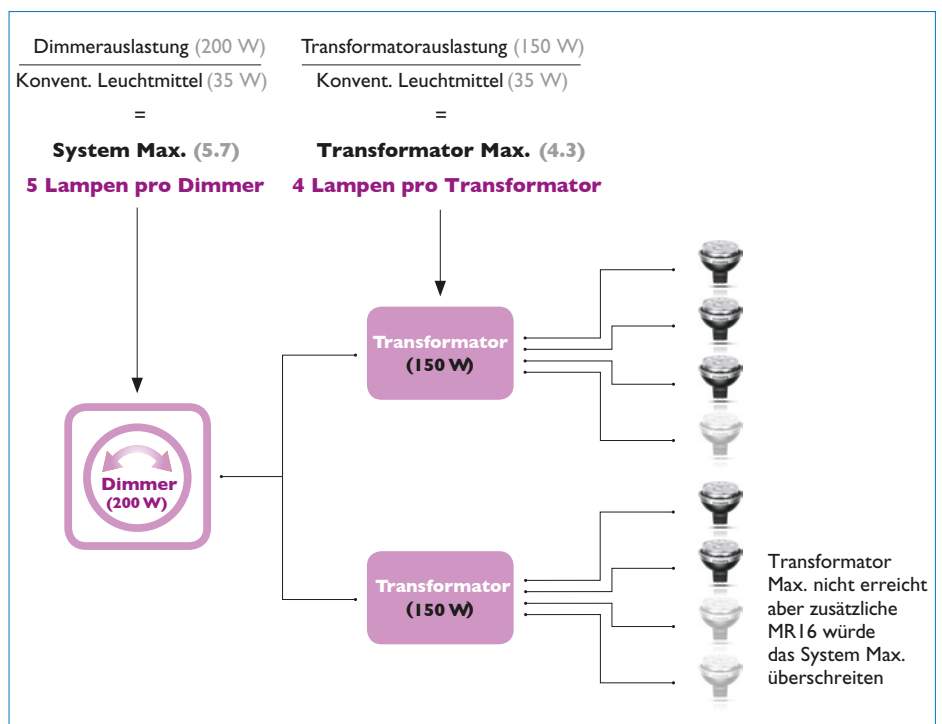 Dimmerauslastung (200 W)
Konvent. Leuchtmittel (35 W)
=
System Max. (5.7)
5 Lampen pro Dimmer
Transformatorauslastung (150 W)
Konvent. Leuchtmittel (35 W)
=
Transformator Max. (4.3)
4 Lampen pro Transformator
Transformator
(150 W)
Dimmer
(200 W)
Transformator
(150 W)
Transformator
Max. nicht erreicht
aber zusätzliche
MR16 würde
das System Max.
überschreiten